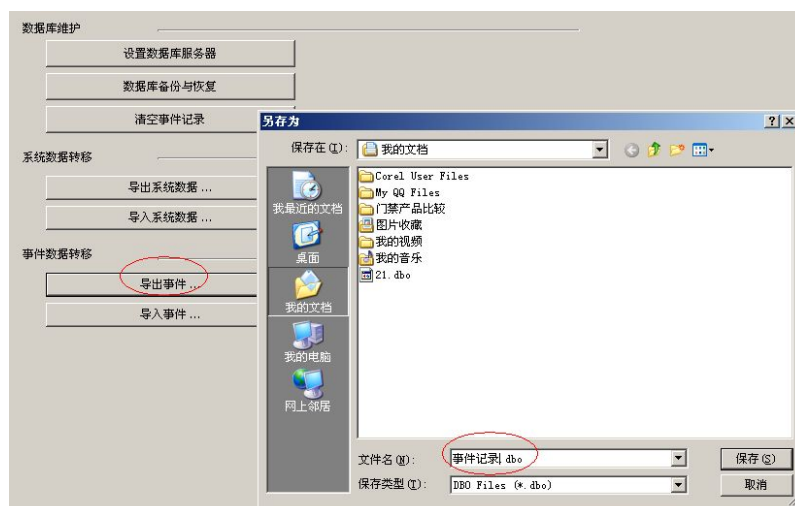 数据库维护
设置数据库服务器
数据库备份与恢复
清空事件记录
系统数据转移
导出系统数据 ...
导入系统数据 ...
事件数据转移
导出事件 ...
导入事件 ...
另存为
保存在(I):
我的文档
我最近的文档
桌面
我的文档
我的电脑
网上邻居
Corel User Files
My QQ Files
门禁产品比较
图片收藏
我的视频
我的音乐
21.dbo
文件名(N):
事件记录.dbo
保存(S)
保存类型(T):
DBO Files (*.dbo)
取消